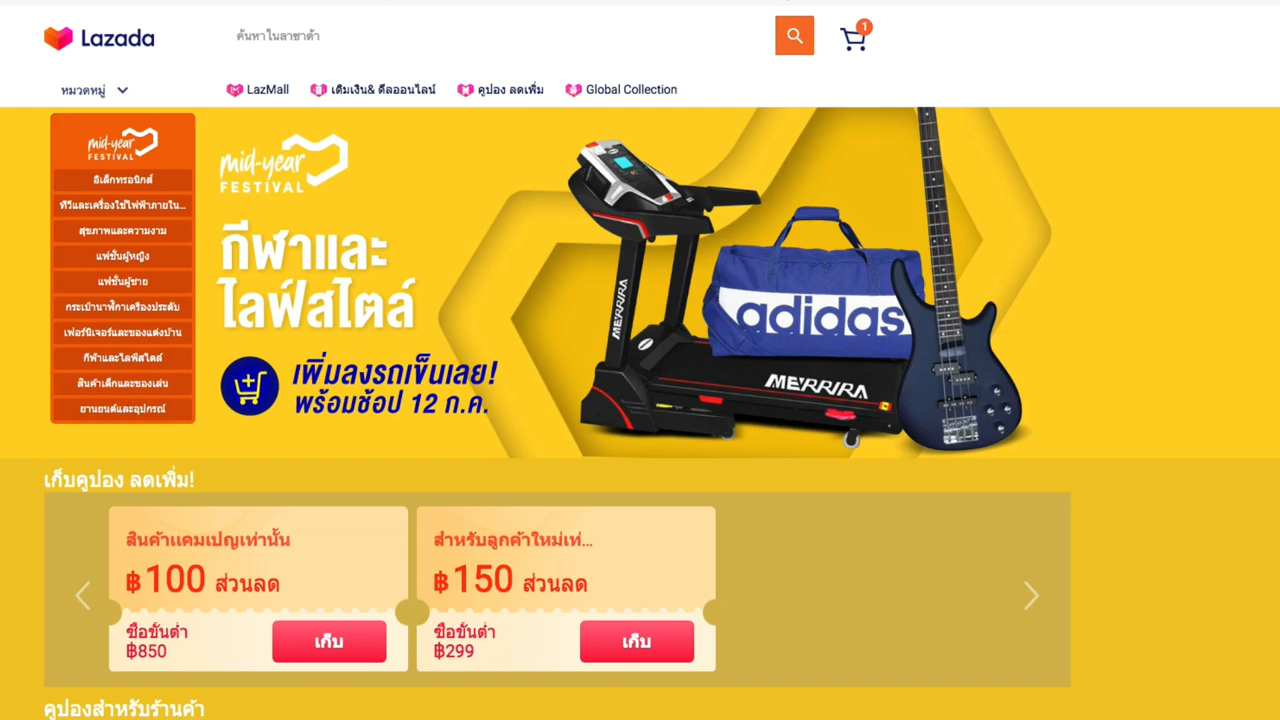 Lazada
ค้นหาในลาซาด้า
1
หมวดหมู่
LazMall
เติมเงิน& ดีลออนไลน์
คูปอง ลดเพิ่ม
Global Collection
mid-year
FESTIVAL
อิเล็กทรอนิกส์
ทีวีและเครื่องใช้ไฟฟ้าภายใน...
สุขภาพและความงาม
แฟชั่นผู้หญิง
แฟชั่นผู้ชาย
กระเป๋านาฬิกาเครื่องประดับ
เฟอร์นิเจอร์และของแต่งบ้าน
กีฬาและไลฟ์สไตล์
สินค้าเด็กและของเล่น
ยานยนต์และอุปกรณ์
mid-year
FESTIVAL
กีฬาและ
ไลฟ์สไตล์
เพิ่มลงรถเข็นเลย!
พร้อมช้อป 12 ก.ค.
MERRIRA
adidas
MERRIRA
เก็บคูปอง ลดเพิ่ม!
สินค้าแคมเปญเท่านั้น
฿100 ส่วนลด
ซื้อขั้นต่ำ
฿850
เก็บ
สำหรับลูกค้าใหม่เท่...
฿150 ส่วนลด
ซื้อขั้นต่ำ
฿299
เก็บ
คูปองสำหรับร้านค้า